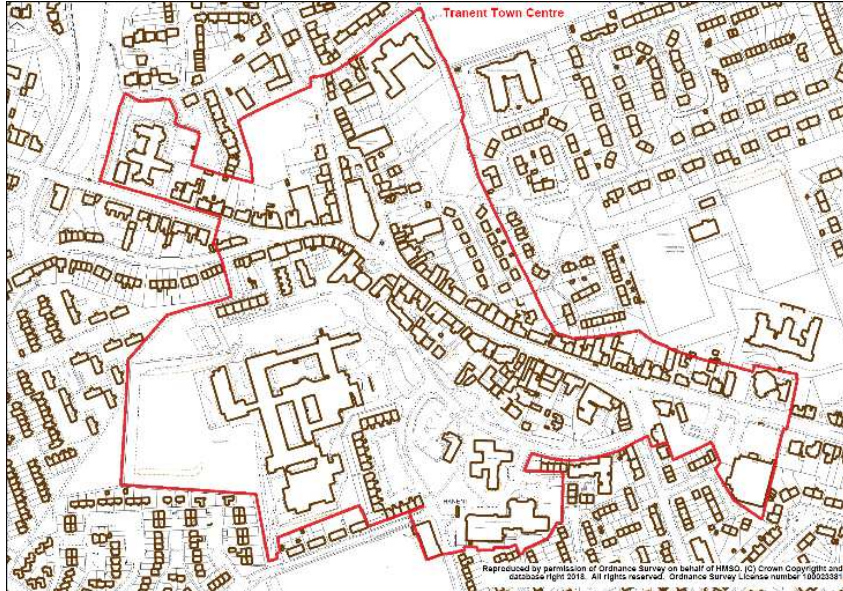 Tranent Town Centre
Reproduced by permission of Ordnance Survey on behalf of HMSO. (C) Crown Copyright and
database right 2018. All rights reserved. Ordnance Survey License number 100023381